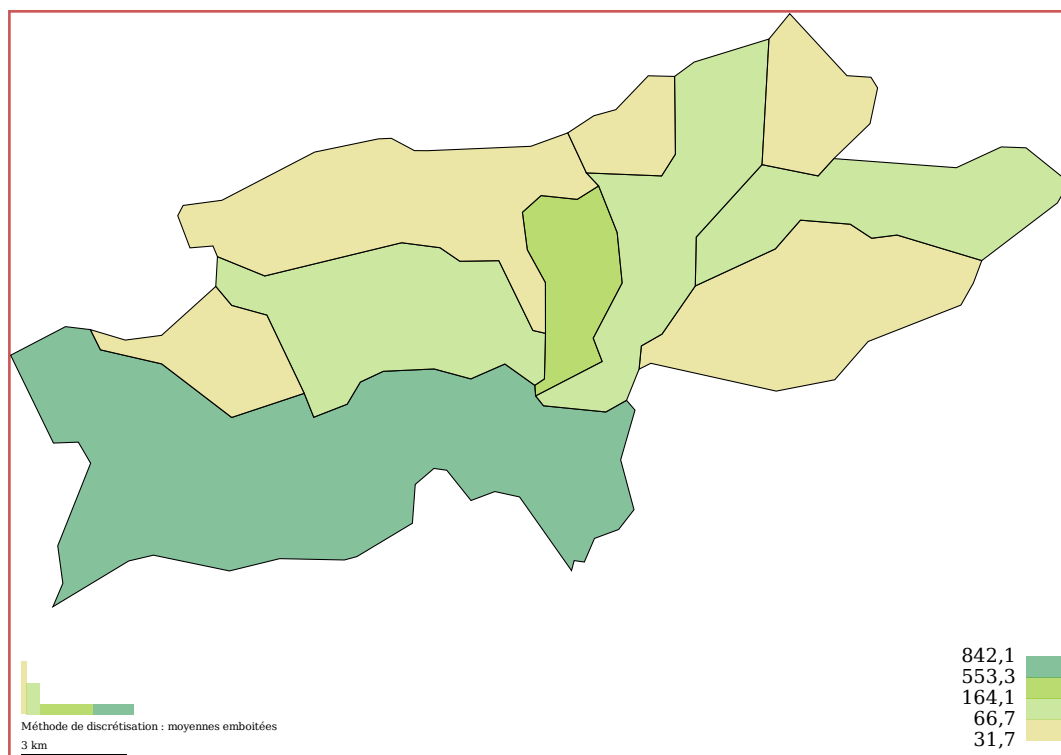 842,1
553,3
164,1
66,7
31,7
Méthode de discrétisation : moyennes emboitées
3 km